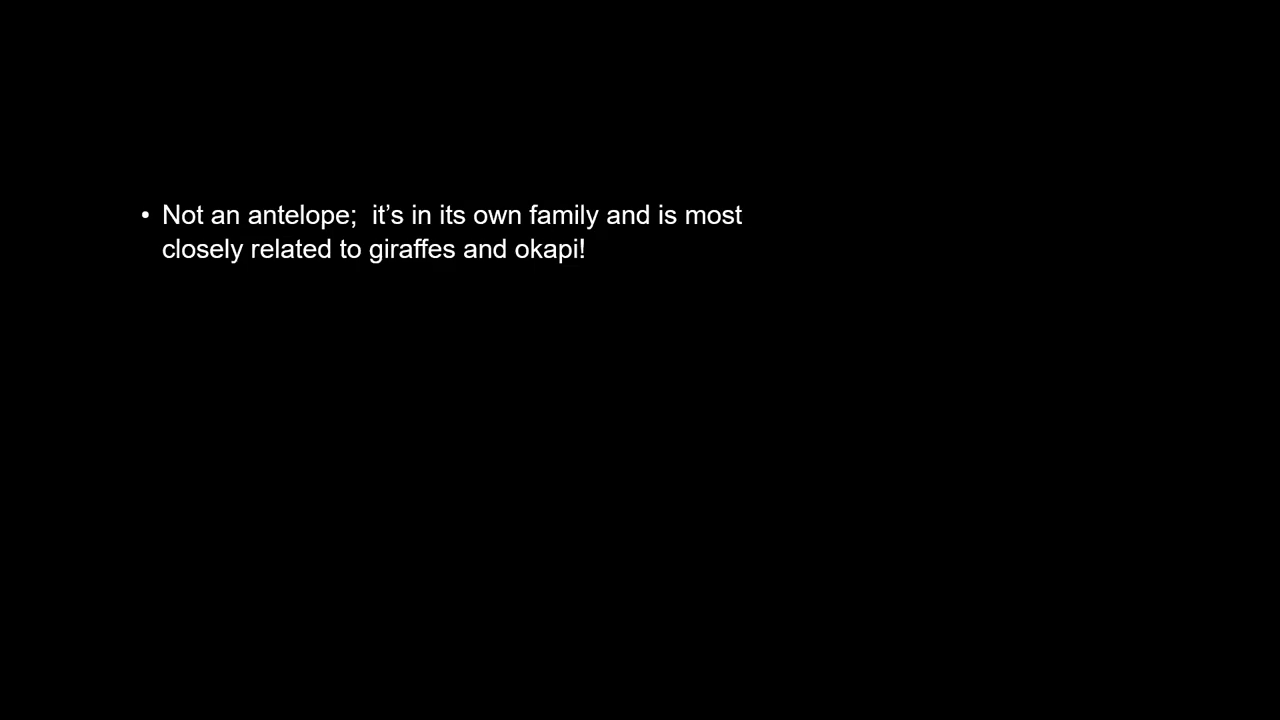 • Not an antelope;  it’s in its own family and is most
closely related to giraffes and okapi!